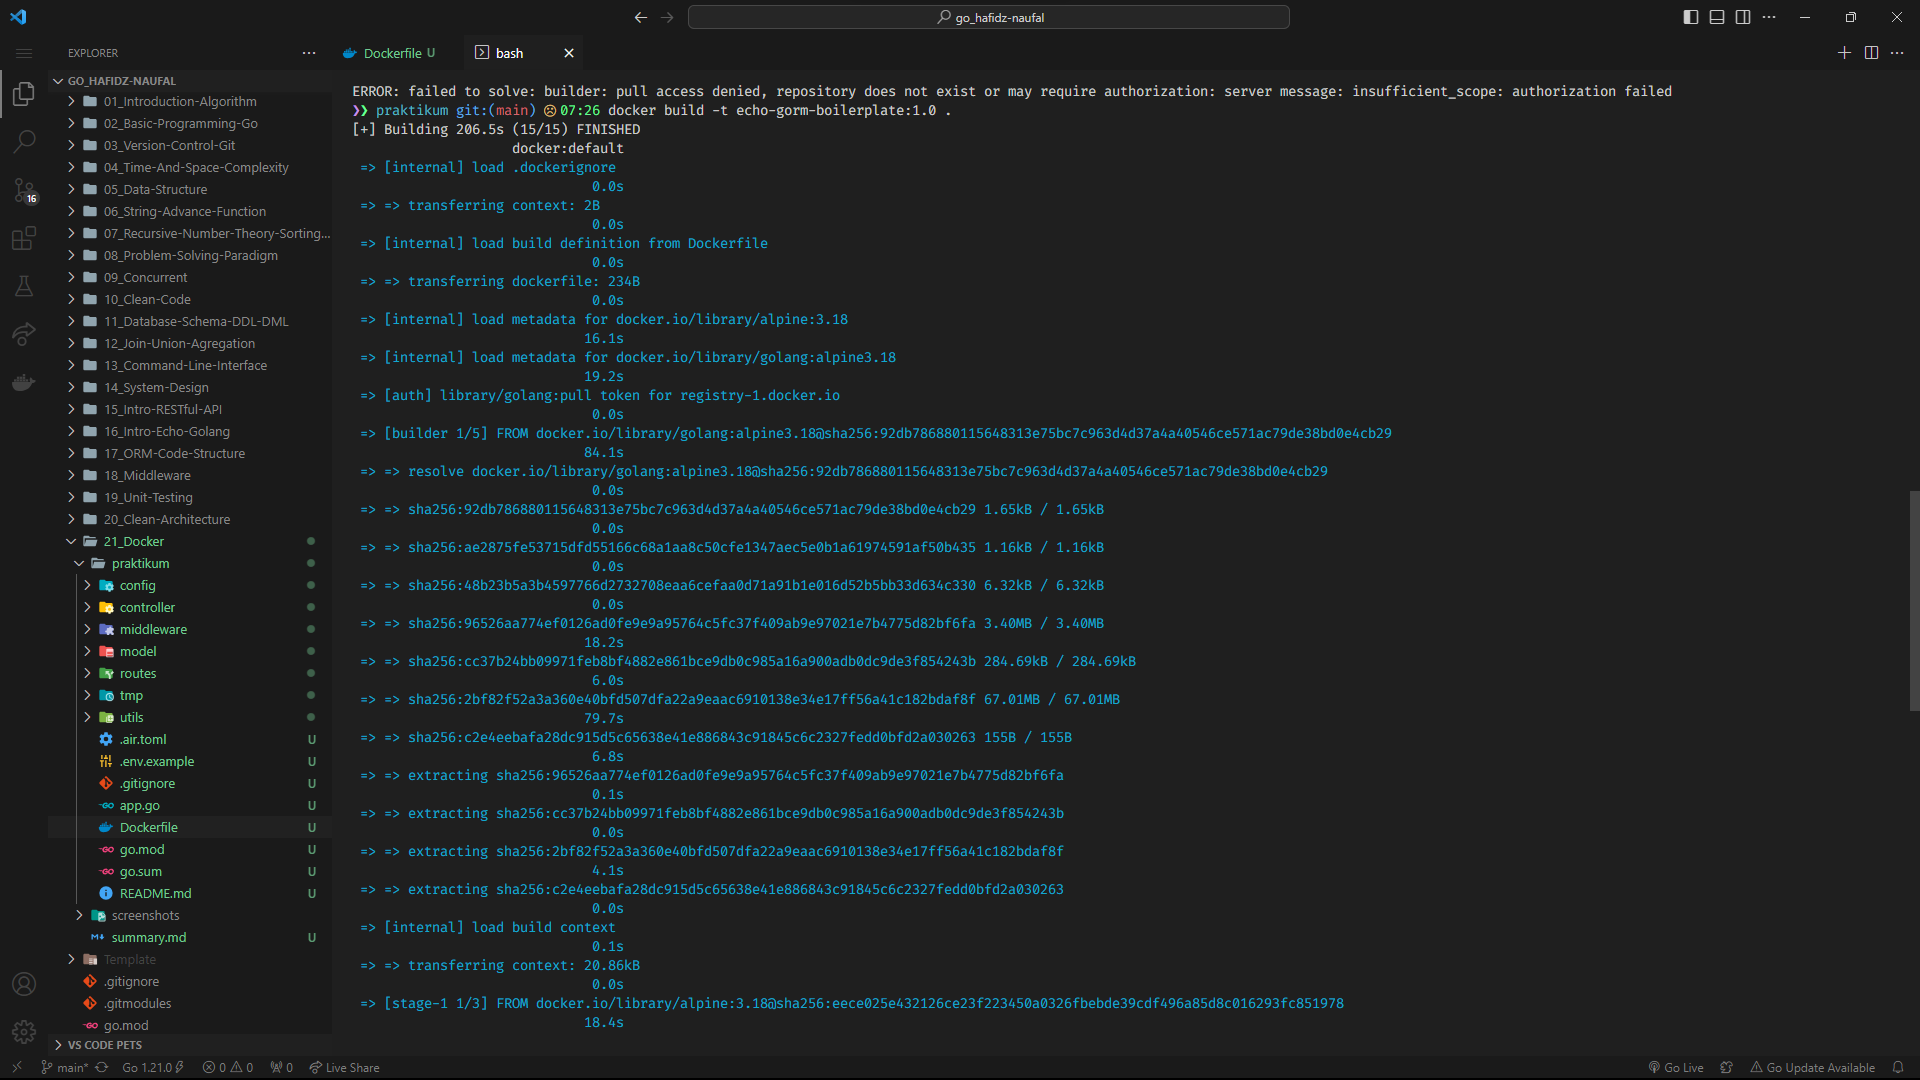 go_hafidz-naufal
EXPLORER
Dockerfile U
bash
GO_HAFIDZ-NAUFAL
01_Introduction-Algorithm
02_Basic-Programming-Go
03_Version-Control-Git
04_Time-And-Space-Complexity
05_Data-Structure
06_String-Advance-Function
07_Recursive-Number-Theory-Sorting...
08_Problem-Solving-Paradigm
09_Concurrent
10_Clean-Code
11_Database-Schema-DDL-DML
12_Join-Union-Agregation
13_Command-Line-Interface
14_System-Design
15_Intro-RESTful-API
16_Intro-Echo-Golang
17_ORM-Code-Structure
18_Middleware
19_Unit-Testing
20_Clean-Architecture
21_Docker
praktikum
config
controller
middleware
model
routes
tmp
utils
.air.toml U
.env.example U
.gitignore U
app.go U
Dockerfile U
go.mod U
go.sum U
README.md U
screenshots
summary.md U
Template
.gitignore
.gitmodules
go.mod
VS CODE PETS
16
ERROR: failed to solve: builder: pull access denied, repository does not exist or may require authorization: server message: insufficient_scope: authorization failed
❯❯ praktikum git:(main) ☹ 07:26 docker build -t echo-gorm-boilerplate:1.0 .
[+] Building 206.5s (15/15) FINISHED
docker:default
=> [internal] load .dockerignore
0.0s
=> => transferring context: 2B
0.0s
=> [internal] load build definition from Dockerfile
0.0s
=> => transferring dockerfile: 234B
0.0s
=> [internal] load metadata for docker.io/library/alpine:3.18
16.1s
=> [internal] load metadata for docker.io/library/golang:alpine3.18
19.2s
=> [auth] library/golang:pull token for registry-1.docker.io
0.0s
=> [builder 1/5] FROM docker.io/library/golang:alpine3.18@sha256:92db786880115648313e75bc7c963d4d37a4a40546ce571ac79de38bd0e4cb29
84.1s
=> => resolve docker.io/library/golang:alpine3.18@sha256:92db786880115648313e75bc7c963d4d37a4a40546ce571ac79de38bd0e4cb29
0.0s
=> => sha256:92db786880115648313e75bc7c963d4d37a4a40546ce571ac79de38bd0e4cb29 1.65kB / 1.65kB
0.0s
=> => sha256:ae2875fe53715dfd55166c68a1aa8c50cfe1347aec5e0b1a61974591af50b435 1.16kB / 1.16kB
0.0s
=> => sha256:48b23b5a3b4597766d2732708eaa6cefaa0d71a91b1e016d52b5bb33d634c330 6.32kB / 6.32kB
0.0s
=> => sha256:96526aa774ef0126ad0fe9e9a95764c5fc37f409ab9e97021e7b4775d82bf6fa 3.40MB / 3.40MB
18.2s
=> => sha256:cc37b24bb09971feb8bf4882e861bce9db0c985a16a900adb0dc9de3f854243b 284.69kB / 284.69kB
6.0s
=> => sha256:2bf82f52a3a360e40bfd507dfa22a9eaac6910138e34e17ff56a41c182bdaf8f 67.01MB / 67.01MB
79.7s
=> => sha256:c2e4eebafa28dc915d5c65638e41e886843c91845c6c2327fedd0bfd2a030263 155B / 155B
6.8s
=> => extracting sha256:96526aa774ef0126ad0fe9e9a95764c5fc37f409ab9e97021e7b4775d82bf6fa
0.1s
=> => extracting sha256:cc37b24bb09971feb8bf4882e861bce9db0c985a16a900adb0dc9de3f854243b
0.0s
=> => extracting sha256:2bf82f52a3a360e40bfd507dfa22a9eaac6910138e34e17ff56a41c182bdaf8f
4.1s
=> => extracting sha256:c2e4eebafa28dc915d5c65638e41e886843c91845c6c2327fedd0bfd2a030263
0.0s
=> [internal] load build context
0.1s
=> => transferring context: 20.86kB
0.0s
=> [stage-1 1/3] FROM docker.io/library/alpine:3.18@sha256:eece025e432126ce23f223450a0326fbebde39cdf496a85d8c016293fc851978
18.4s
main* Go 1.21.0 0 0 0 Live Share
Go Live Go Update Available